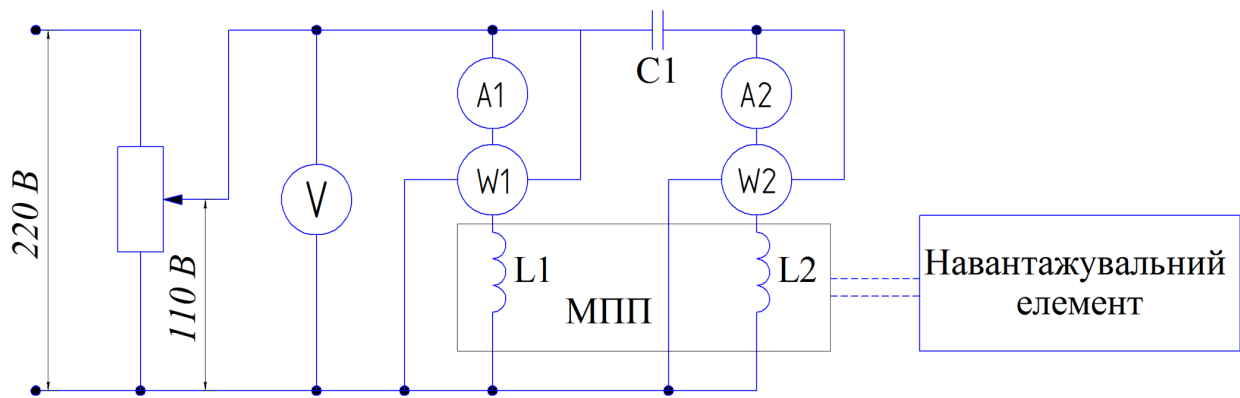 220 В
110 В
V
A1
W1
C1
A2
W2
L1
МПП
L2
Навантажувальний
елемент